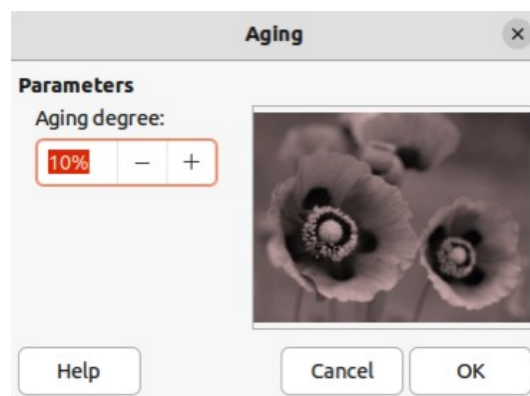 Aging
Parameters
Aging degree:
10% − +
Help Cancel OK